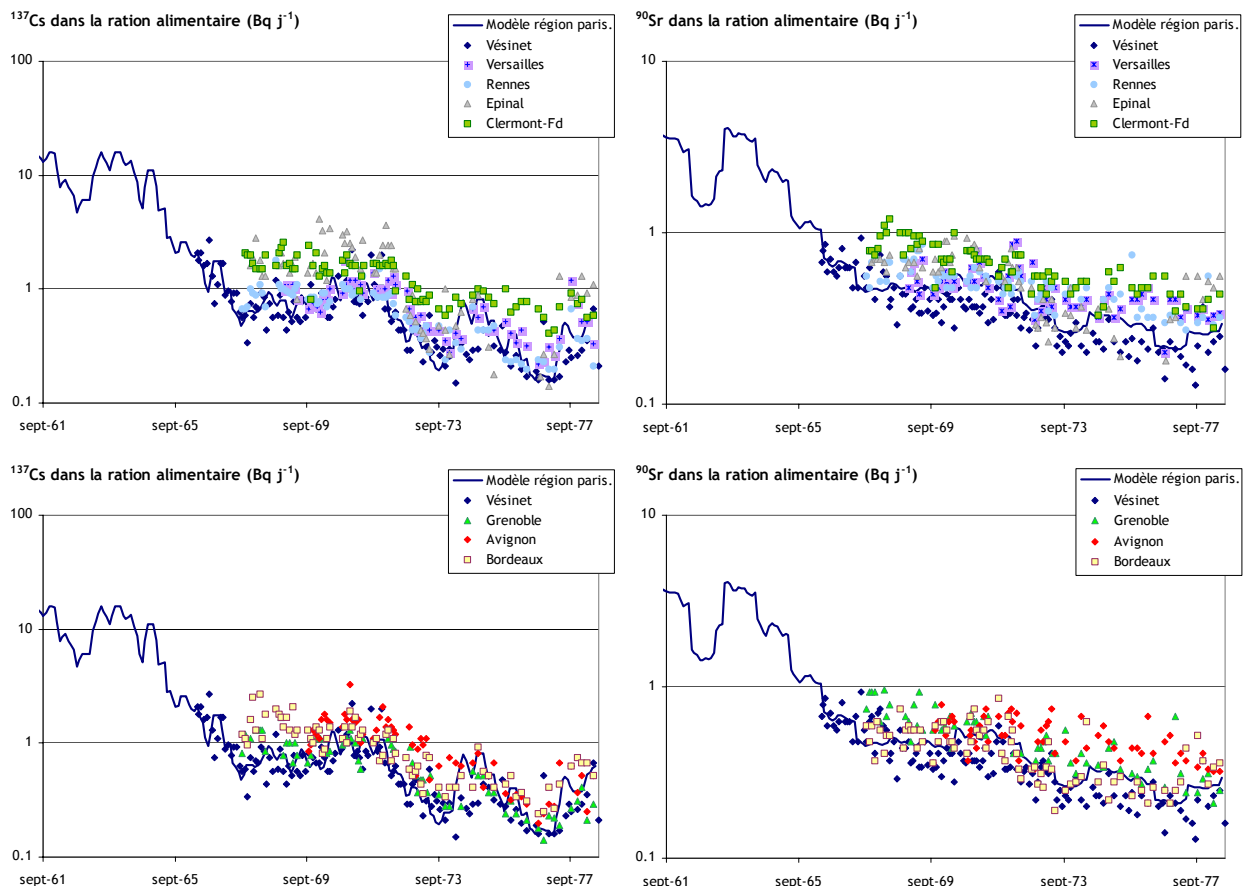 ¹³⁷Cs dans la ration alimentaire (Bq j⁻¹)
Modèle région paris.
Vésinet
Versailles
Rennes
Epinal
Clermont-Fd
100
10
1
0.1
sept-61 sept-65 sept-69 sept-73 sept-77
⁹⁰Sr dans la ration alimentaire (Bq j⁻¹)
Modèle région paris.
Vésinet
Versailles
Rennes
Epinal
Clermont-Fd
10
1
0.1
sept-61 sept-65 sept-69 sept-73 sept-77
¹³⁷Cs dans la ration alimentaire (Bq j⁻¹)
Modèle région paris.
Vésinet
Grenoble
Avignon
Bordeaux
100
10
1
0.1
sept-61 sept-65 sept-69 sept-73 sept-77
⁹⁰Sr dans la ration alimentaire (Bq j⁻¹)
Modèle région paris.
Vésinet
Grenoble
Avignon
Bordeaux
10
1
0.1
sept-61 sept-65 sept-69 sept-73 sept-77